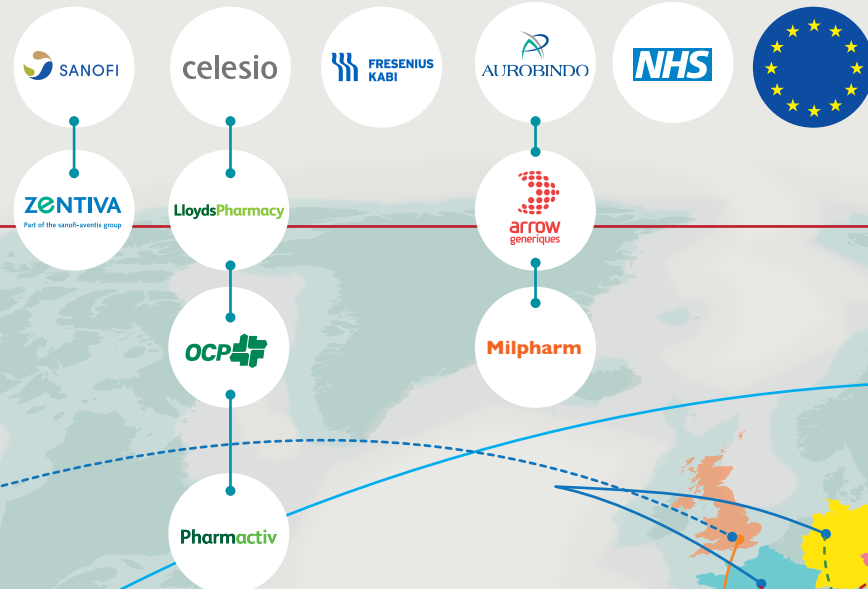 SANOFI
celesio
FRESENIUS
KABI
AUROBINDO
NHS
ZENTIVA
Part of the sanofi-aventis group
LloydsPharmacy
arrow
generiques
OCP
Milpharm
Pharmactiv